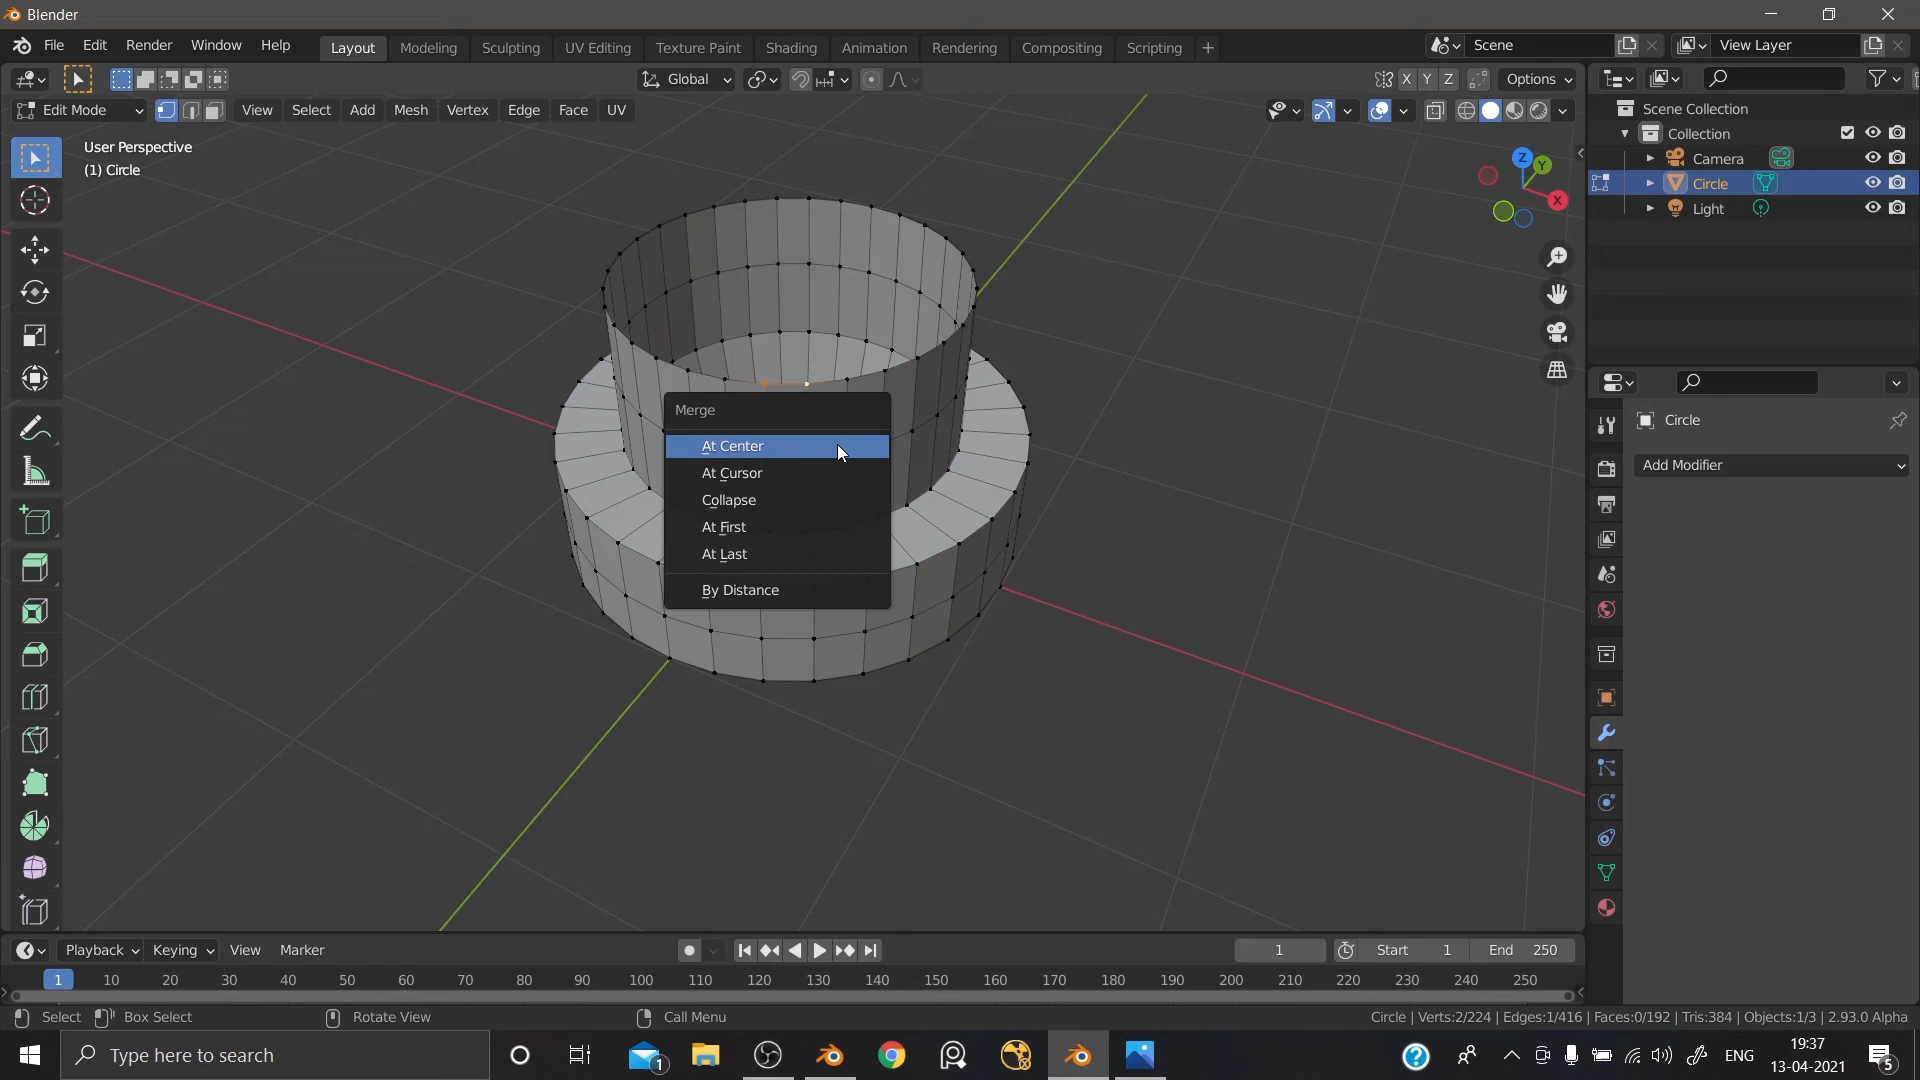 Blender
File Edit Render Window Help Layout Modeling Sculpting UV Editing Texture Paint Shading Animation Rendering Compositing Scripting + Scene View Layer
Global X Y Z Options
Edit Mode View Select Add Mesh Vertex Edge Face UV
User Perspective
(1) Circle
Z Y X
Scene Collection
Collection
Camera
Circle
Light
Circle
Add Modifier
Merge
At Center
At Cursor
Collapse
At First
At Last
By Distance
Playback Keying View Marker 1 Start 1 End 250
1 10 20 30 40 50 60 70 80 90 100 110 120 130 140 150 160 170 180 190 200 210 220 230 240 250
Select Box Select Rotate View Call Menu Circle | Verts:2/224 | Edges:1/416 | Faces:0/192 | Tris:384 | Objects:1/3 | 2.93.0 Alpha
Type here to search 1 ENG 19:37
13-04-2021 5